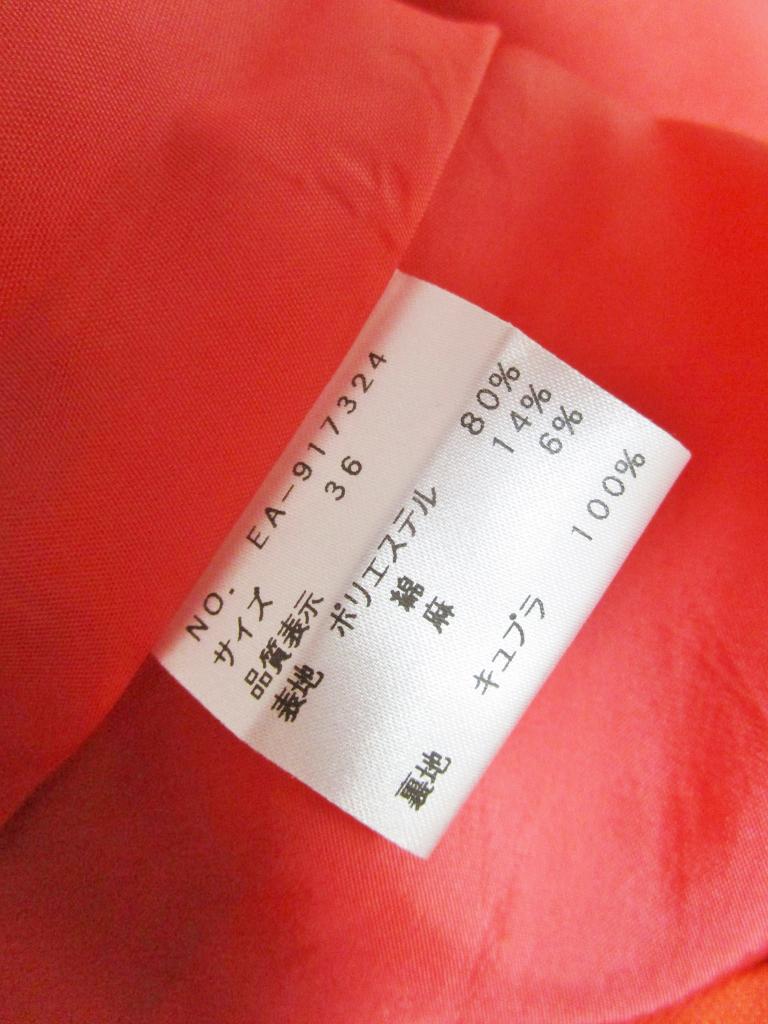 NO. EA-917324
サイズ 36
品質表示
表地 ポリエステル 80%
綿 14%
麻 6%
裏地 キュプラ 100%